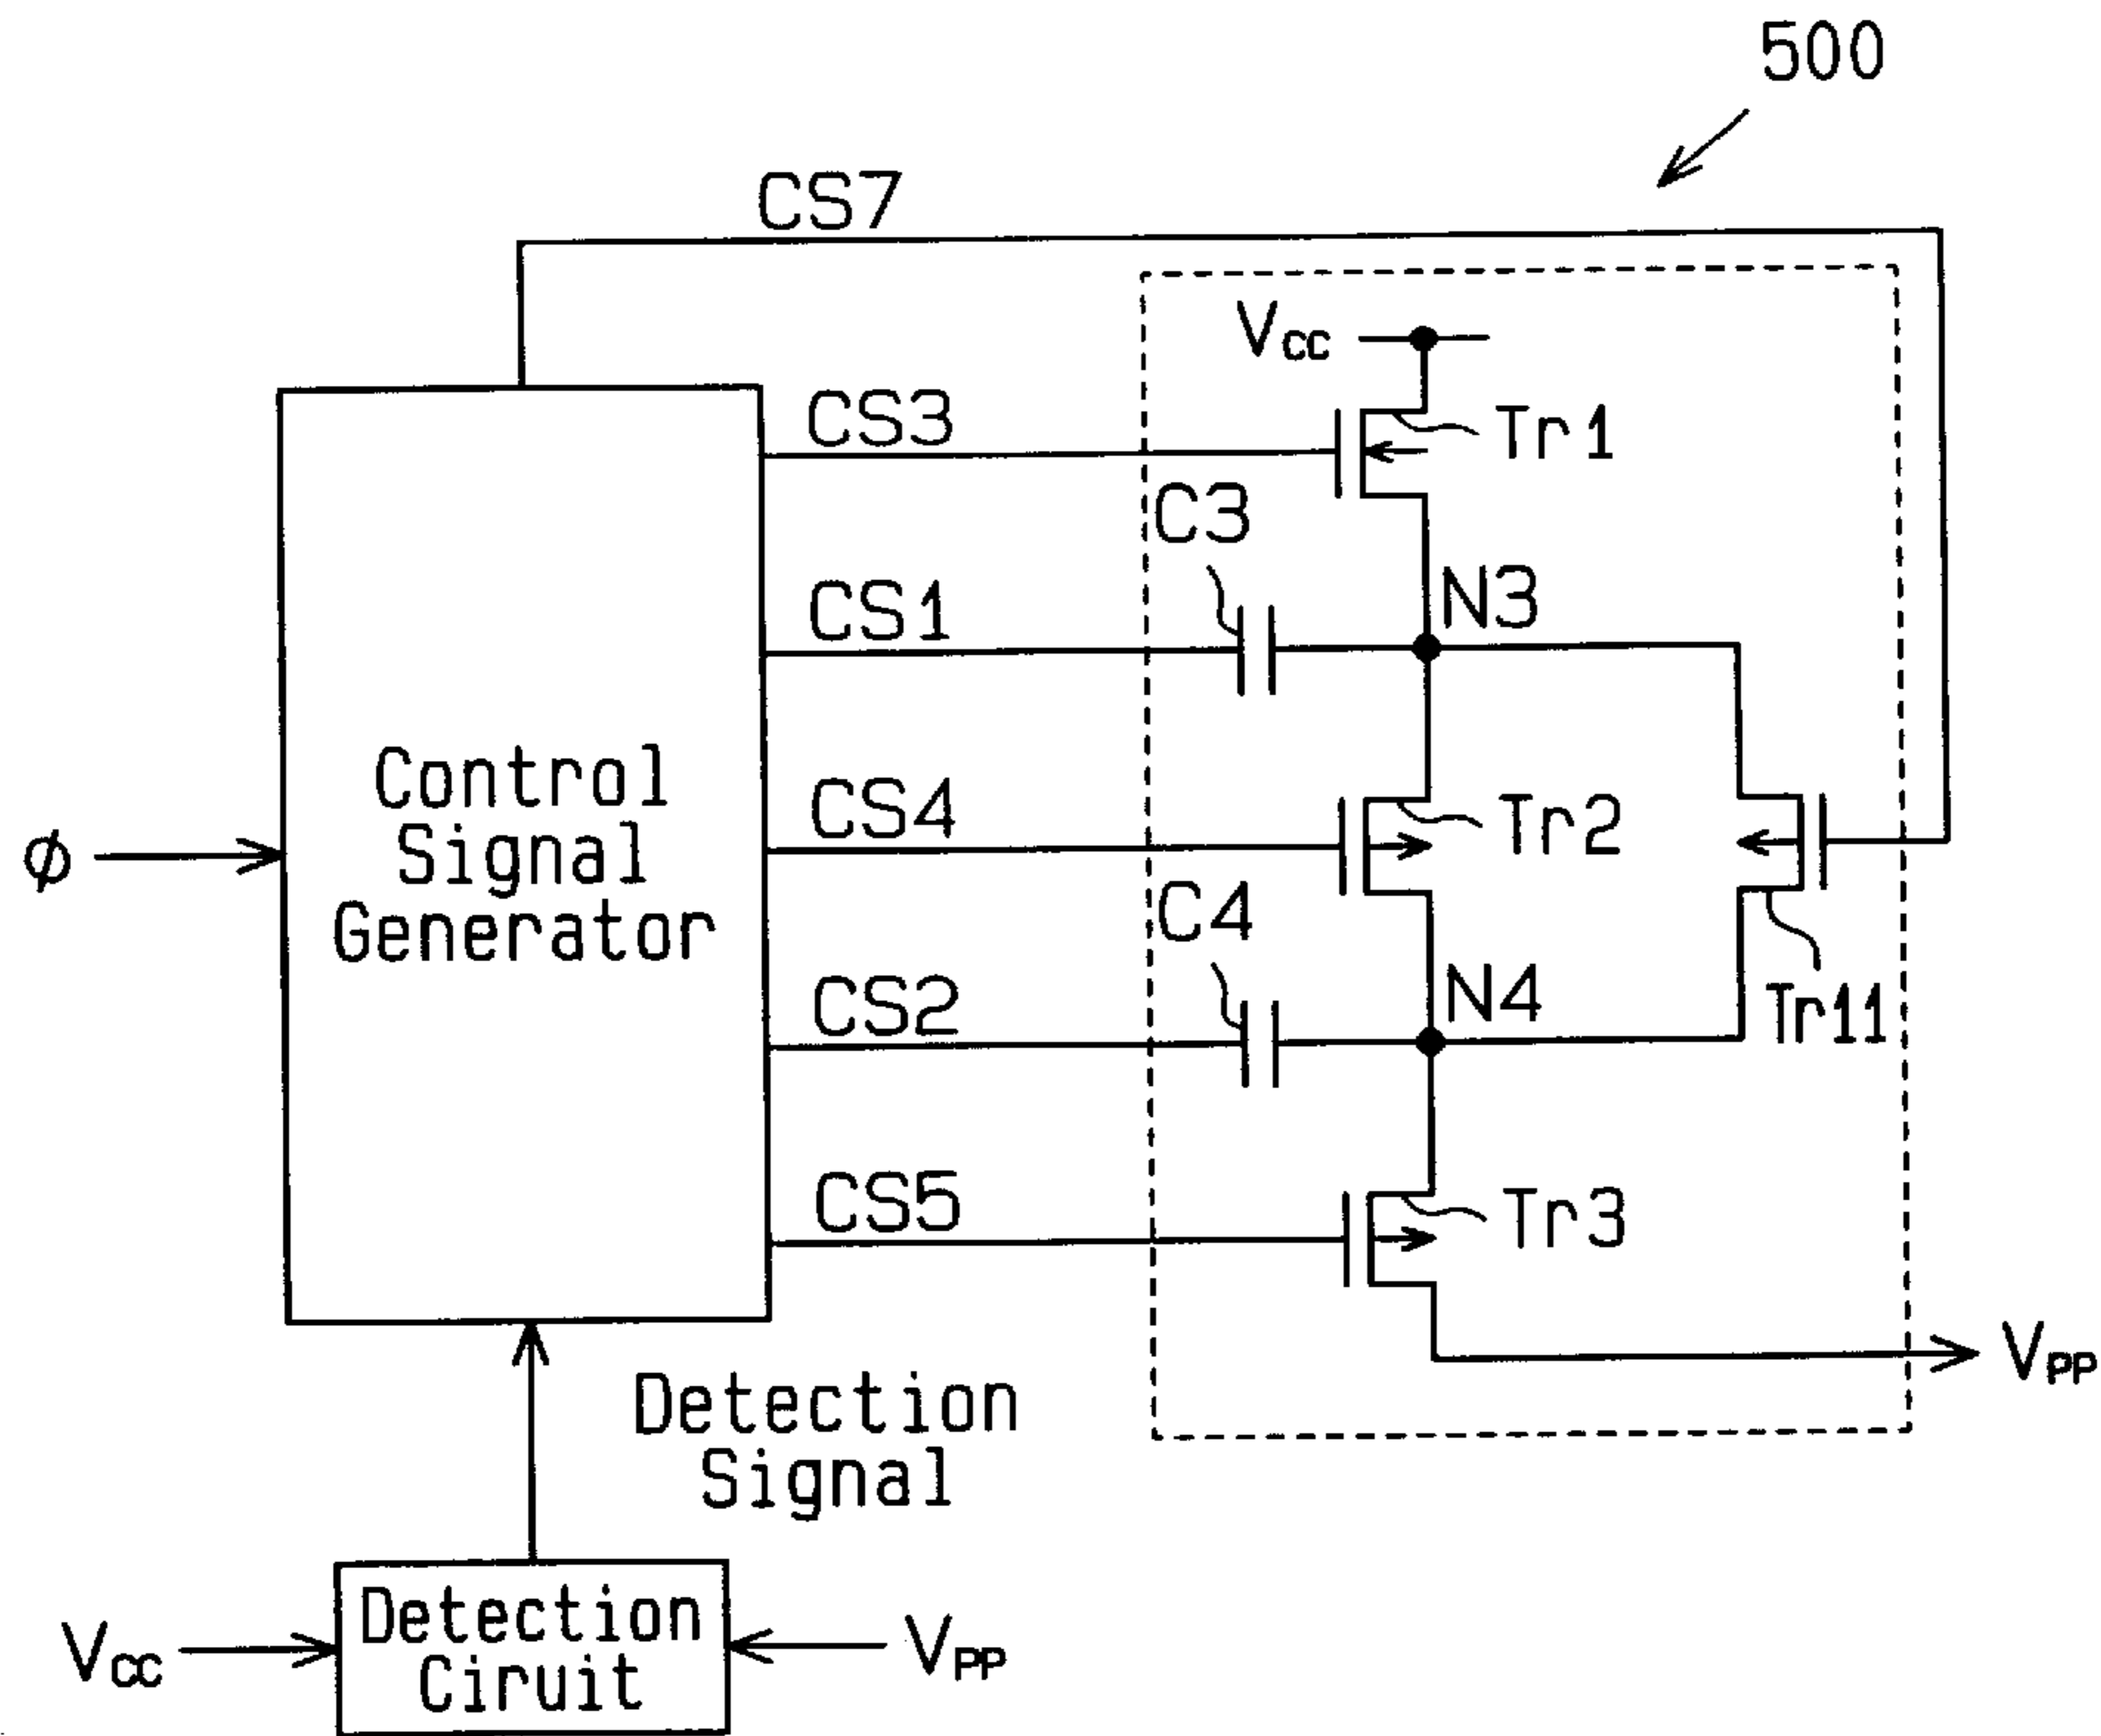 500
CS7
Vcc
CS3
Tr1
C3
N3
CS1
Control
Signal
Generator
CS4
Tr2
ϕ
C4
N4
Tr11
CS2
CS5
Tr3
VPP
Detection
Signal
Detection
Ciruit
Vcc
VPP